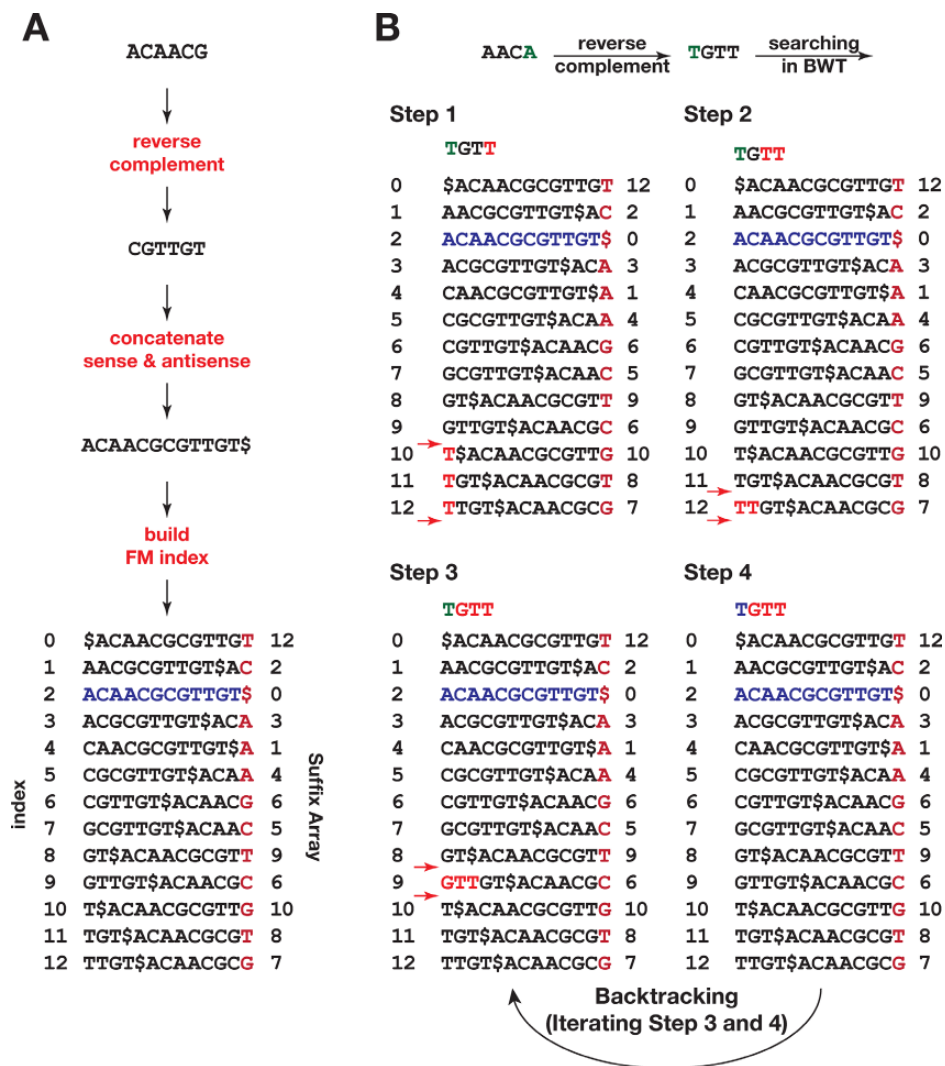 A
ACAACG
reverse
complement
CGTTGT
concatenate
sense & antisense
ACAACGCGTTGT$
build
FM index
index
Suffix Array
0 $ACAACGCGTTGT 12
1 AACGCGTTGT$AC 2
2 ACAACGCGTTGT$ 0
3 ACGCGTTGT$ACA 3
4 CAACGCGTTGT$A 1
5 CGCGTTGT$ACAA 4
6 CGTTGT$ACAACG 6
7 GCGTTGT$ACAAC 5
8 GT$ACAACGCGTT 9
9 GTTGT$ACAACGC 6
10 T$ACAACGCGTTG 10
11 TGT$ACAACGCGT 8
12 TTGT$ACAACGCG 7
B
AACA reverse complement TGTT searching in BWT
Step 1
TGTT
0 $ACAACGCGTTGT 12
1 AACGCGTTGT$AC 2
2 ACAACGCGTTGT$ 0
3 ACGCGTTGT$ACA 3
4 CAACGCGTTGT$A 1
5 CGCGTTGT$ACAA 4
6 CGTTGT$ACAACG 6
7 GCGTTGT$ACAAC 5
8 GT$ACAACGCGTT 9
9 GTTGT$ACAACGC 6
10 T$ACAACGCGTTG 10
11 TGT$ACAACGCGT 8
12 TTGT$ACAACGCG 7
Step 2
TGTT
0 $ACAACGCGTTGT 12
1 AACGCGTTGT$AC 2
2 ACAACGCGTTGT$ 0
3 ACGCGTTGT$ACA 3
4 CAACGCGTTGT$A 1
5 CGCGTTGT$ACAA 4
6 CGTTGT$ACAACG 6
7 GCGTTGT$ACAAC 5
8 GT$ACAACGCGTT 9
9 GTTGT$ACAACGC 6
10 T$ACAACGCGTTG 10
11 TGT$ACAACGCGT 8
12 TTGT$ACAACGCG 7
Step 3
TGTT
0 $ACAACGCGTTGT 12
1 AACGCGTTGT$AC 2
2 ACAACGCGTTGT$ 0
3 ACGCGTTGT$ACA 3
4 CAACGCGTTGT$A 1
5 CGCGTTGT$ACAA 4
6 CGTTGT$ACAACG 6
7 GCGTTGT$ACAAC 5
8 GT$ACAACGCGTT 9
9 GTTGT$ACAACGC 6
10 T$ACAACGCGTTG 10
11 TGT$ACAACGCGT 8
12 TTGT$ACAACGCG 7
Step 4
TGTT
0 $ACAACGCGTTGT 12
1 AACGCGTTGT$AC 2
2 ACAACGCGTTGT$ 0
3 ACGCGTTGT$ACA 3
4 CAACGCGTTGT$A 1
5 CGCGTTGT$ACAA 4
6 CGTTGT$ACAACG 6
7 GCGTTGT$ACAAC 5
8 GT$ACAACGCGTT 9
9 GTTGT$ACAACGC 6
10 T$ACAACGCGTTG 10
11 TGT$ACAACGCGT 8
12 TTGT$ACAACGCG 7
Backtracking
(Iterating Step 3 and 4)